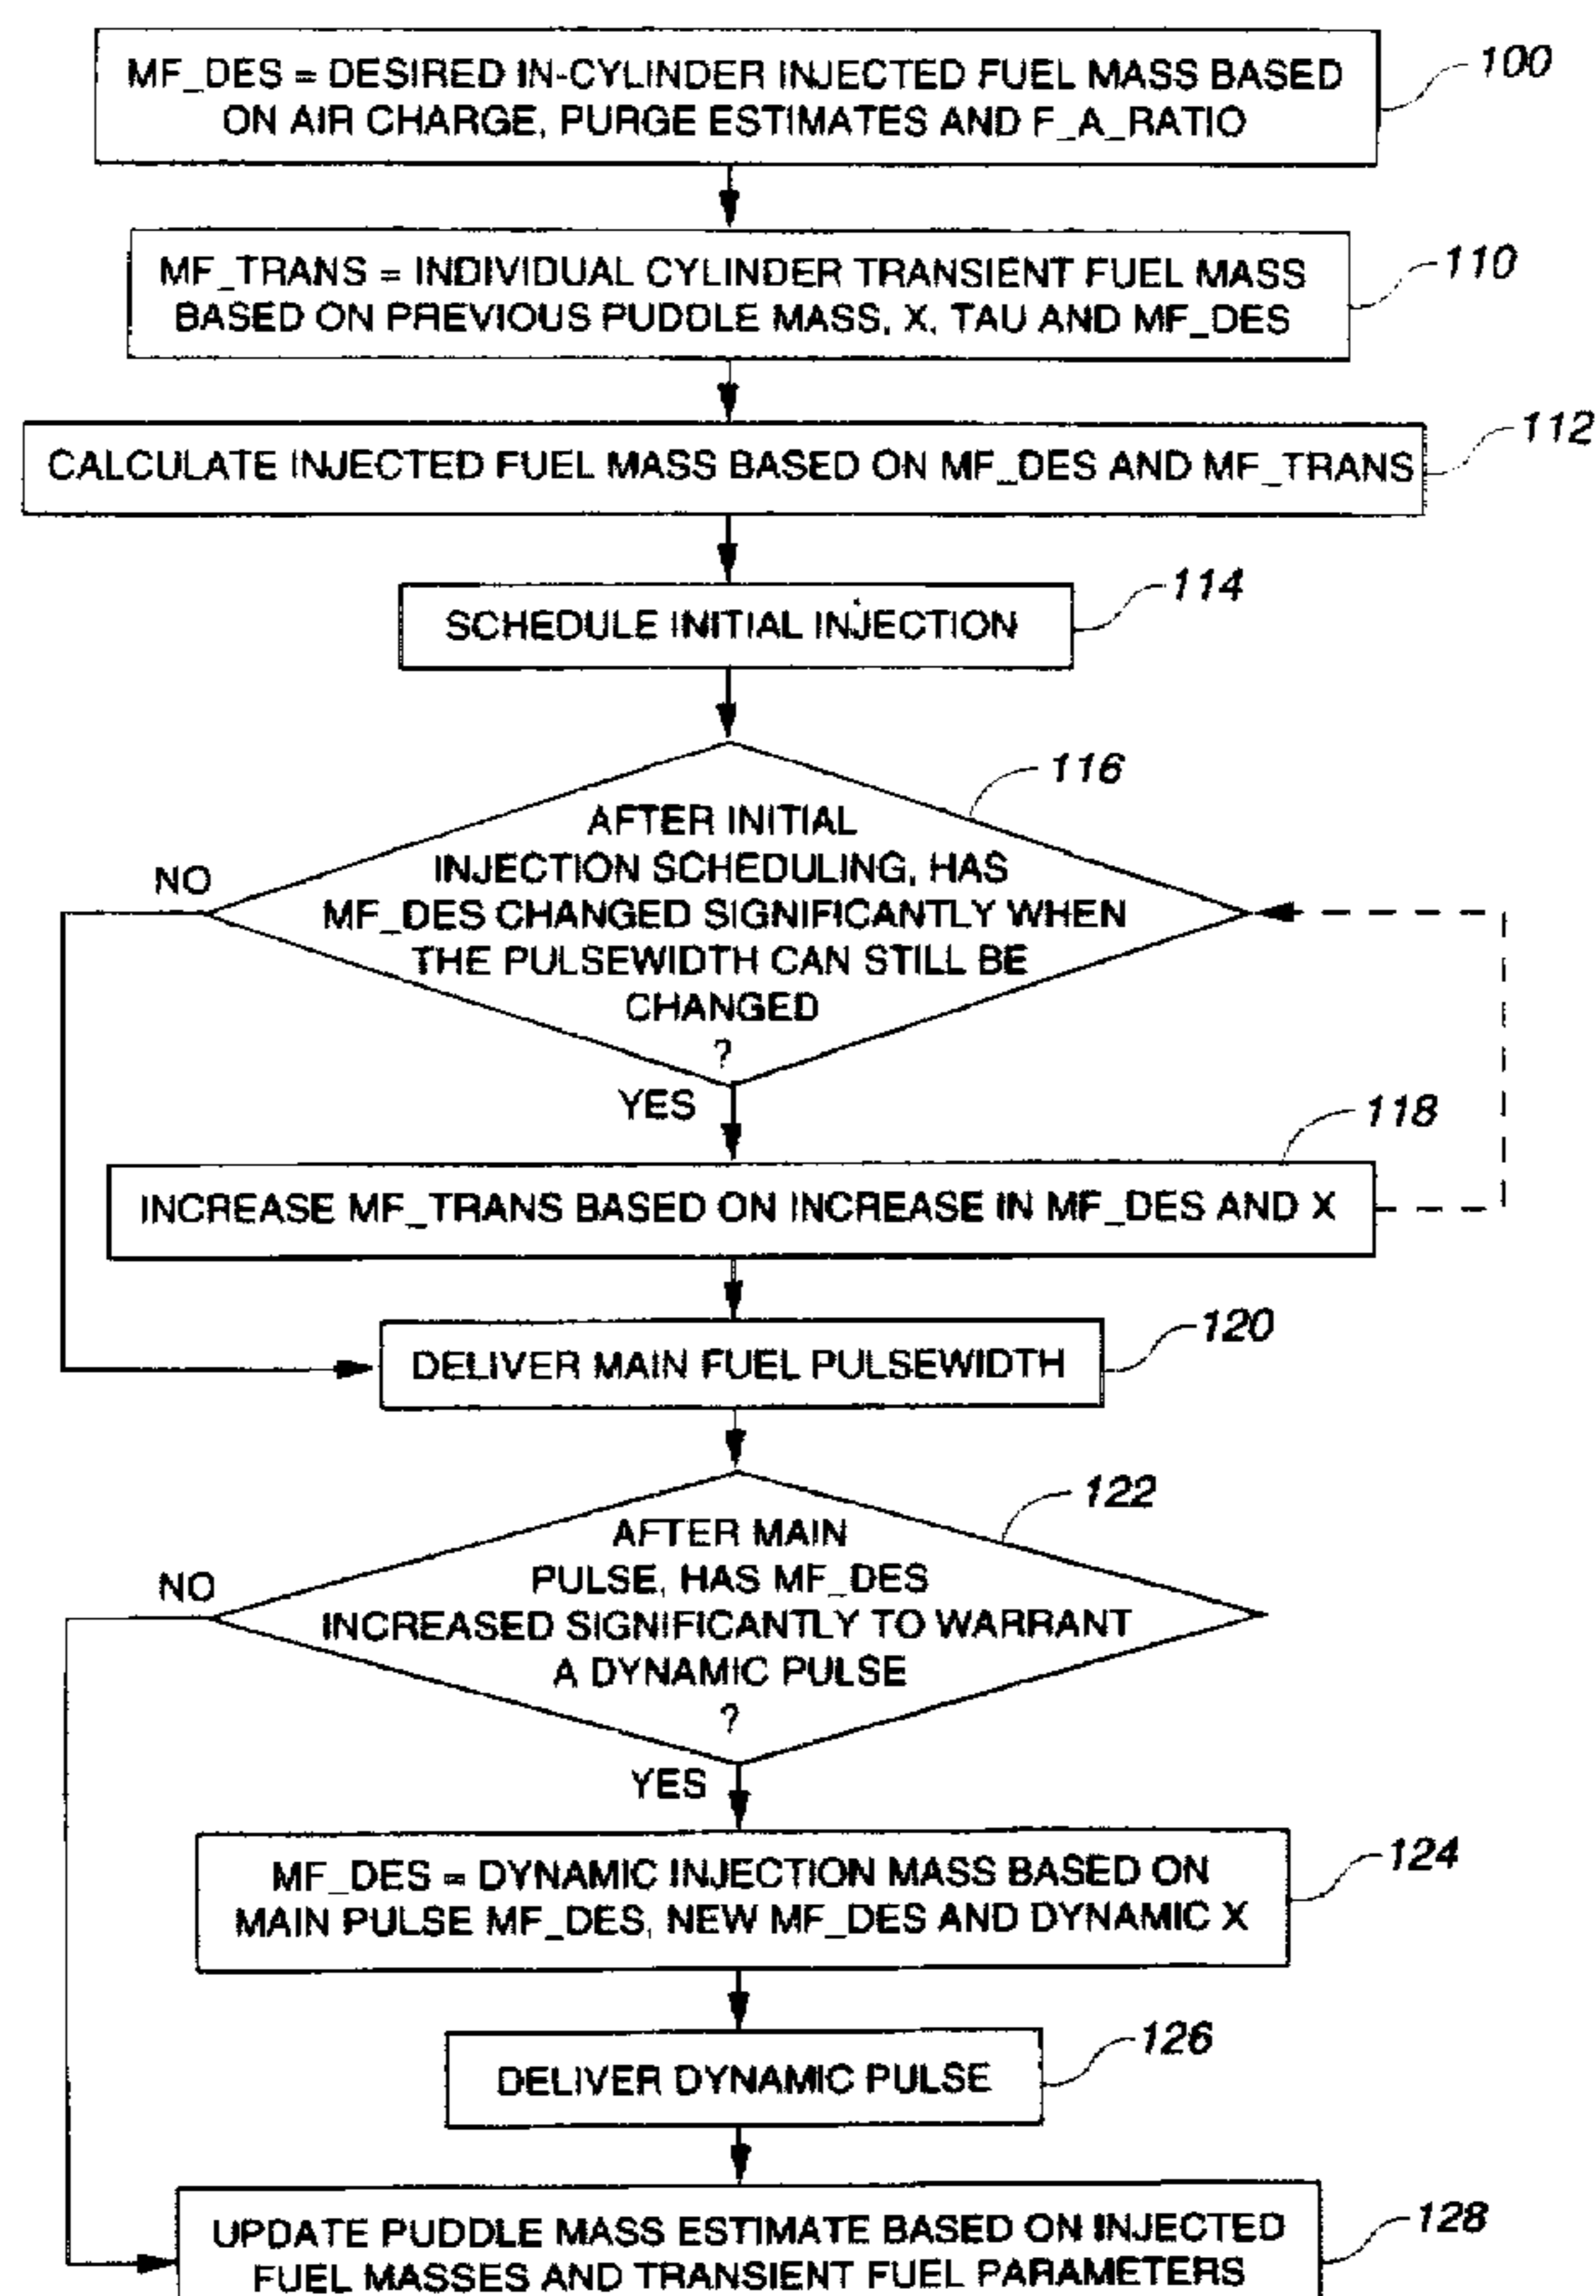 MF_DES = DESIRED IN-CYLINDER INJECTED FUEL MASS BASED
ON AIR CHARGE, PURGE ESTIMATES AND F_A_RATIO
100
MF_TRANS = INDIVIDUAL CYLINDER TRANSIENT FUEL MASS
BASED ON PREVIOUS PUDDLE MASS, X, TAU AND MF_DES
110
CALCULATE INJECTED FUEL MASS BASED ON MF_DES AND MF_TRANS
112
SCHEDULE INITIAL INJECTION
114
116
AFTER INITIAL
INJECTION SCHEDULING, HAS
MF_DES CHANGED SIGNIFICANTLY WHEN
THE PULSEWIDTH CAN STILL BE
CHANGED
?
NO
YES
118
INCREASE MF_TRANS BASED ON INCREASE IN MF_DES AND X
120
DELIVER MAIN FUEL PULSEWIDTH
122
AFTER MAIN
PULSE, HAS MF_DES
INCREASED SIGNIFICANTLY TO WARRANT
A DYNAMIC PULSE
?
NO
YES
124
MF_DES = DYNAMIC INJECTION MASS BASED ON
MAIN PULSE MF_DES, NEW MF_DES AND DYNAMIC X
126
DELIVER DYNAMIC PULSE
128
UPDATE PUDDLE MASS ESTIMATE BASED ON INJECTED
FUEL MASSES AND TRANSIENT FUEL PARAMETERS